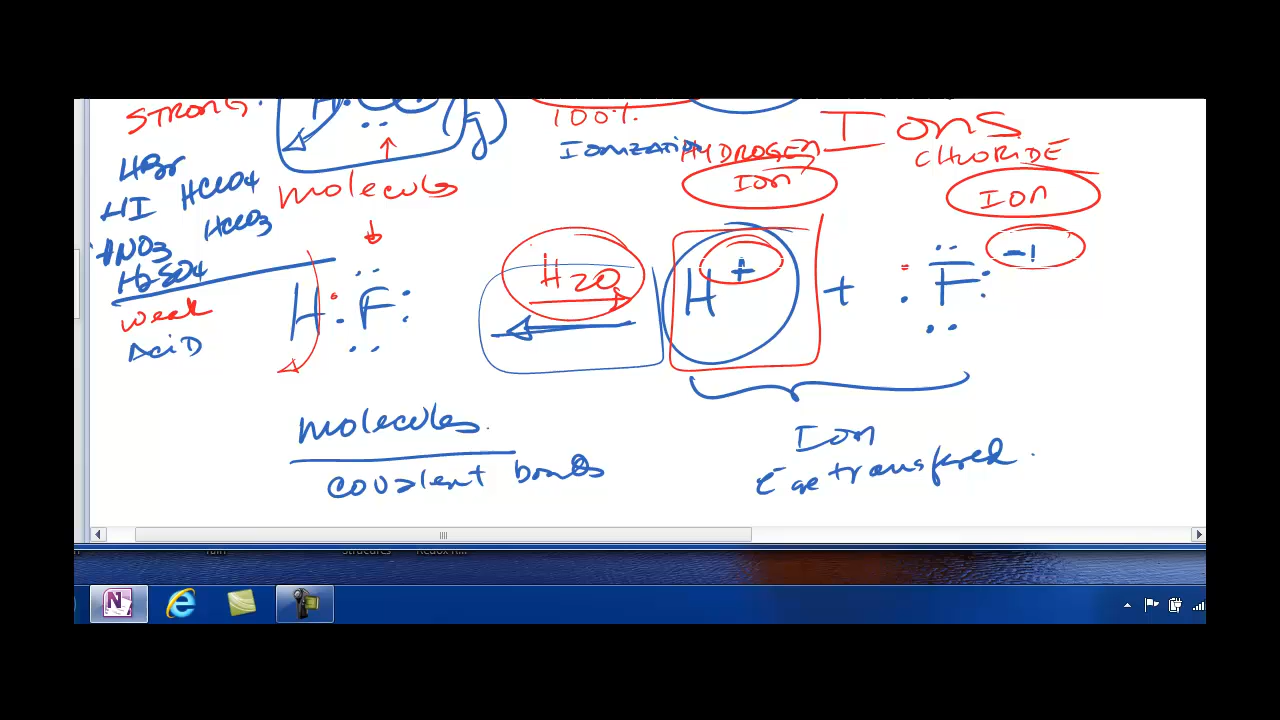 STRONG.
H
(g)
100%
Ionization
Ions
HYDROGEN
Ion
CHLORIDE
Ion
molecules
HBr
HI HClO4
HClO3
HNO3
H2SO4
weak
Acid
H F
H2O
H + + F -1
molecules.
covalent bonds
Ion
transferred.
N